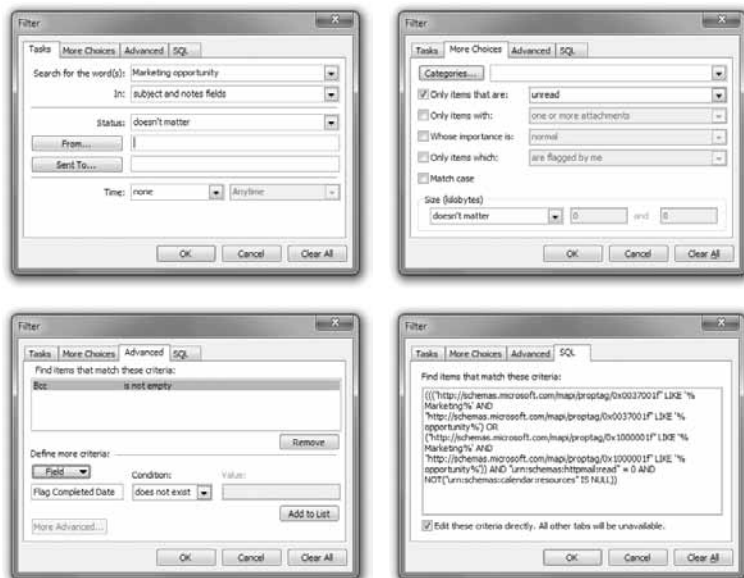 Filter
Tasks More Choices Advanced SQL
Search for the word(s): Marketing opportunity
In: subject and notes fields
Status: doesn't matter
From...
Sent To...
Time: none Anytime
OK Cancel Clear All
Filter
Tasks More Choices Advanced SQL
Categories...
Only items that are: unread
Only items with: one or more attachments
Whose importance is: normal
Only items which: are flagged by me
Match case
Size (kilobytes)
doesn't matter 0 and 0
OK Cancel Clear All
Filter
Tasks More Choices Advanced SQL
Find items that match these criteria:
Bcc is not empty
Remove
Define more criteria:
Field Condition: Value:
Flag Completed Date does not exist
Add to List
More Advanced...
OK Cancel Clear All
Filter
Tasks More Choices Advanced SQL
Find items that match these criteria:
((("http://schemas.microsoft.com/mapi/proptag/0x0037001f" LIKE '%
Marketing%' AND
"http://schemas.microsoft.com/mapi/proptag/0x0037001f" LIKE '%
opportunity%') OR
("http://schemas.microsoft.com/mapi/proptag/0x1000001f" LIKE '%
Marketing%' AND
"http://schemas.microsoft.com/mapi/proptag/0x1000001f" LIKE '%
opportunity%')) AND "urn:schemas:httpmail:read" = 0 AND
NOT("urn:schemas:calendar:resources" IS NULL))
Edit these criteria directly. All other tabs will be unavailable.
OK Cancel Clear All